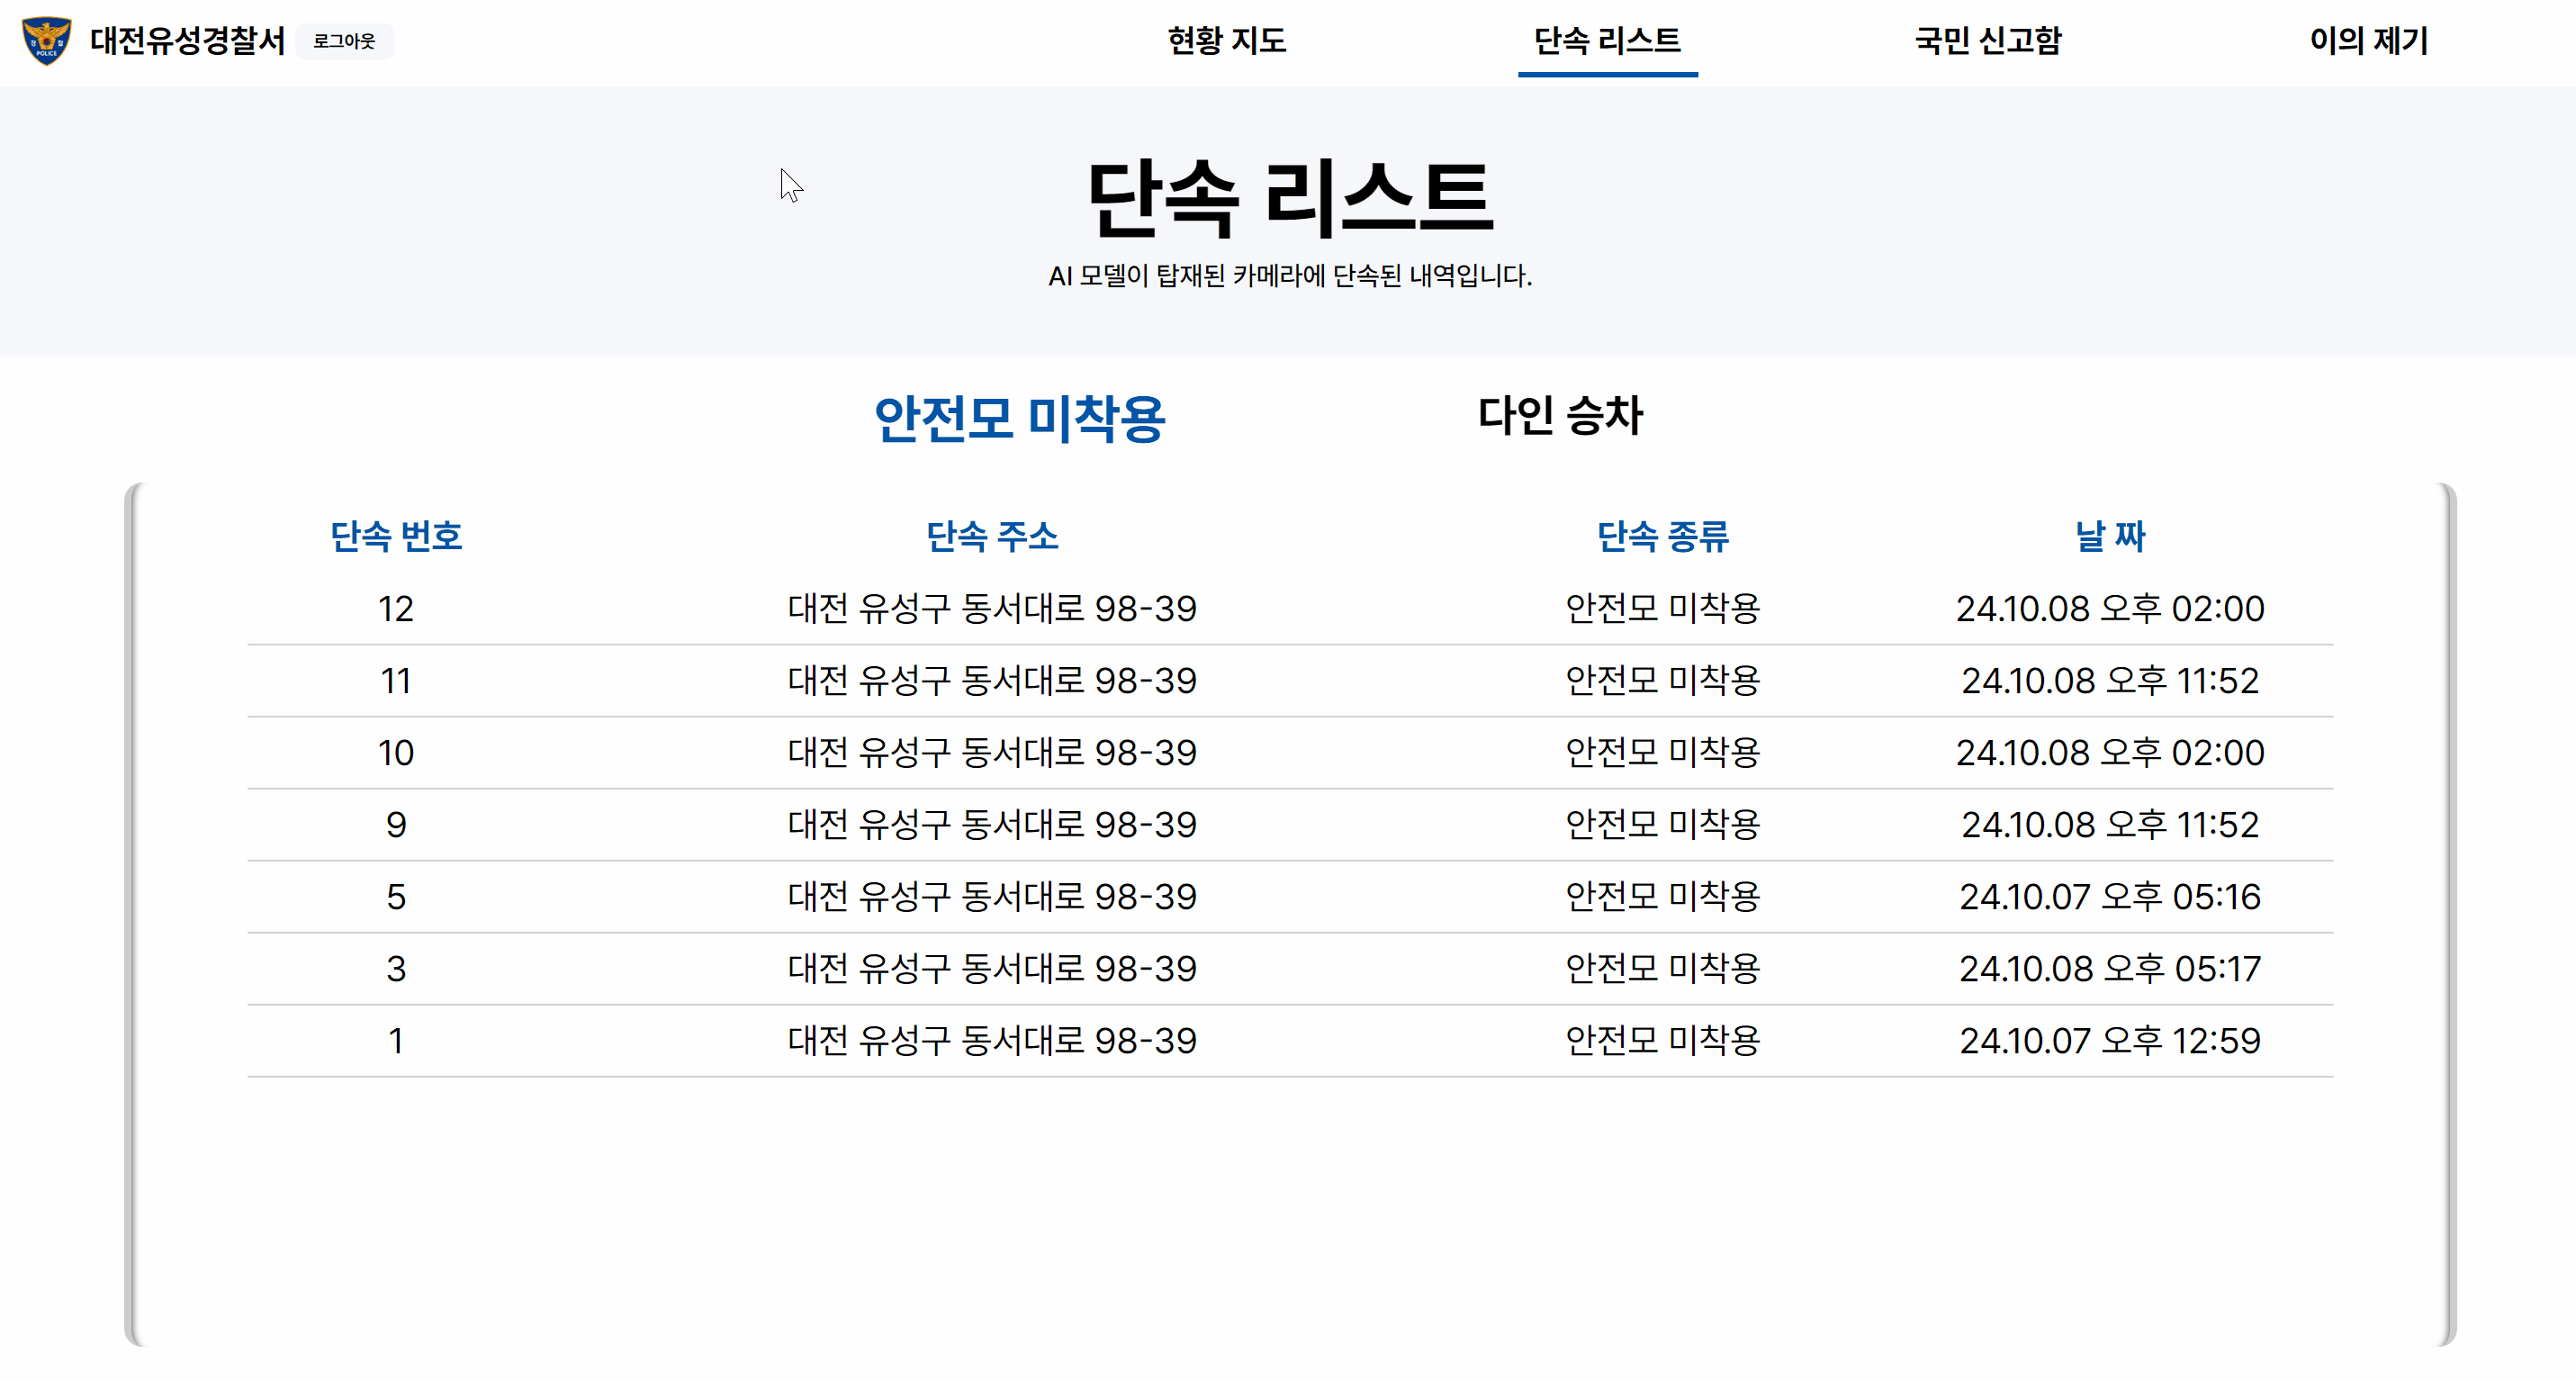 경 찰
POLICE
대전유성경찰서 로그아웃 현황 지도 단속 리스트 국민 신고함 이의 제기
단속 리스트
AI 모델이 탑재된 카메라에 단속된 내역입니다.
안전모 미착용 다인 승차
단속 번호 단속 주소 단속 종류 날 짜
12 대전 유성구 동서대로 98-39 안전모 미착용 24.10.08 오후 02:00
11 대전 유성구 동서대로 98-39 안전모 미착용 24.10.08 오후 11:52
10 대전 유성구 동서대로 98-39 안전모 미착용 24.10.08 오후 02:00
9 대전 유성구 동서대로 98-39 안전모 미착용 24.10.08 오후 11:52
5 대전 유성구 동서대로 98-39 안전모 미착용 24.10.07 오후 05:16
3 대전 유성구 동서대로 98-39 안전모 미착용 24.10.08 오후 05:17
1 대전 유성구 동서대로 98-39 안전모 미착용 24.10.07 오후 12:59